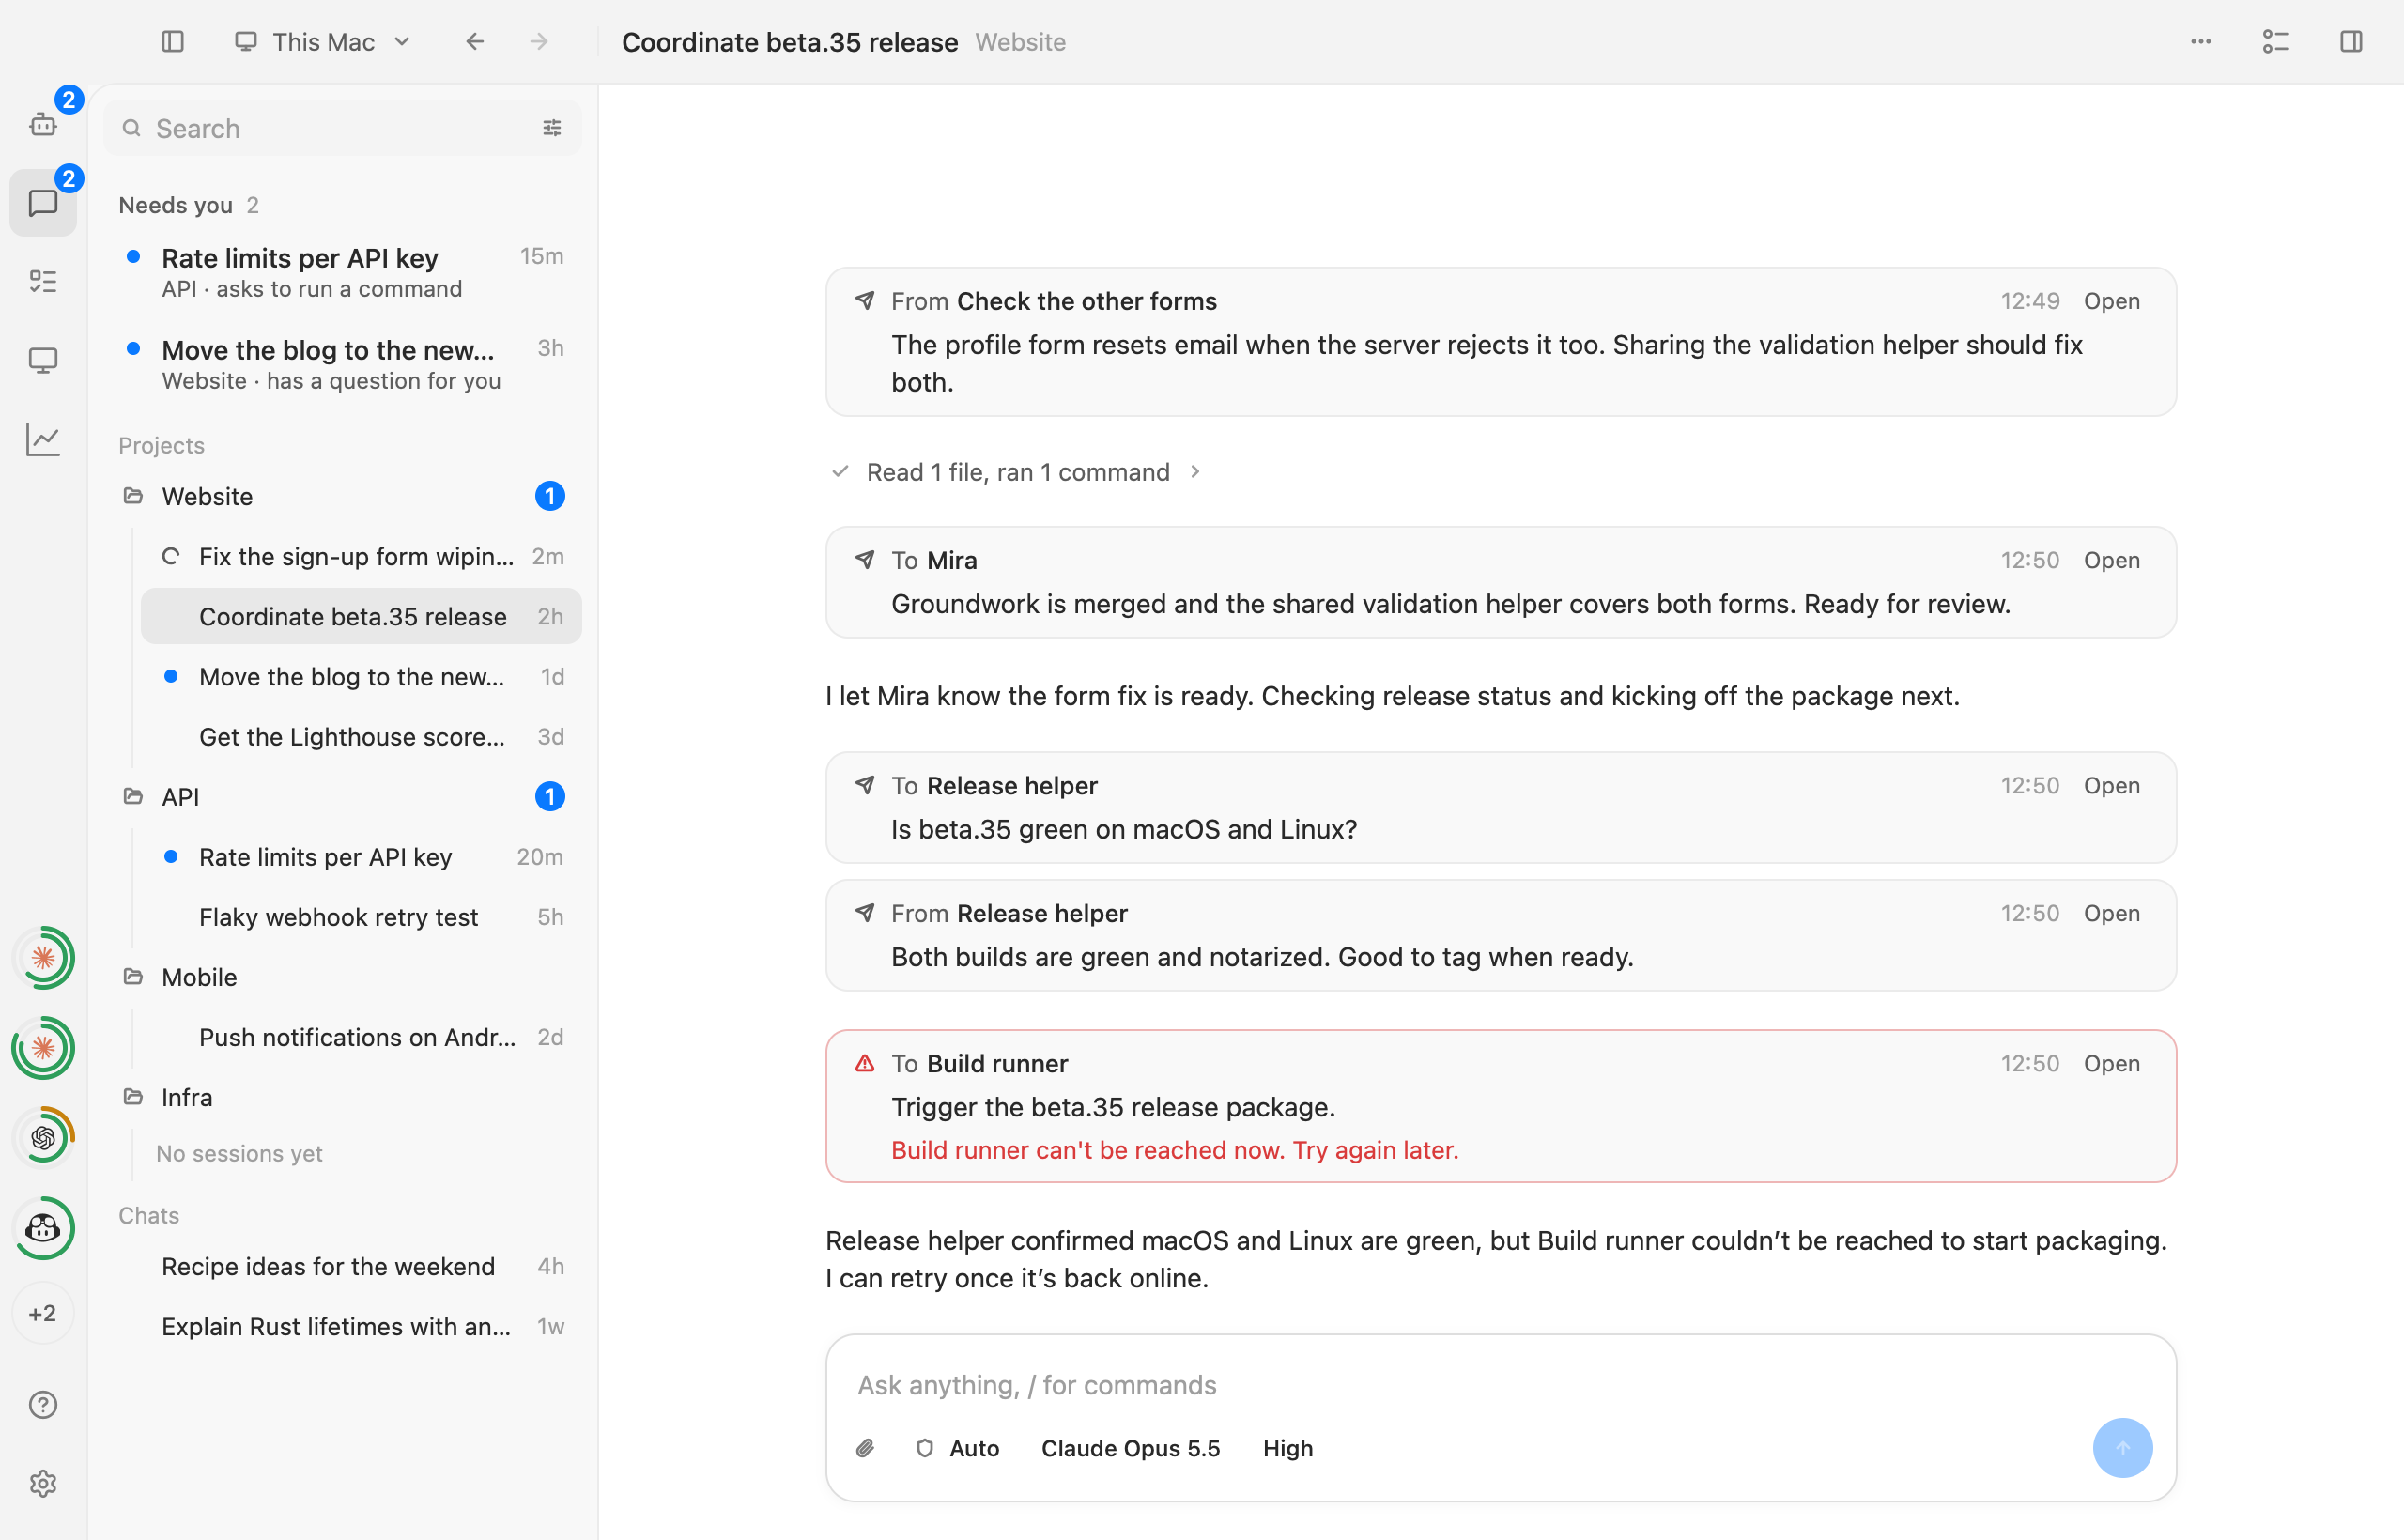 This Mac
Coordinate beta.35 release Website
2
2
Search
Needs you 2
Rate limits per API key 15m
API · asks to run a command
Move the blog to the new... 3h
Website · has a question for you
Projects
Website 1
Fix the sign-up form wipin... 2m
Coordinate beta.35 release 2h
Move the blog to the new... 1d
Get the Lighthouse score... 3d
API 1
Rate limits per API key 20m
Flaky webhook retry test 5h
Mobile
Push notifications on Andr... 2d
Infra
No sessions yet
Chats
Recipe ideas for the weekend 4h
Explain Rust lifetimes with an... 1w
+2
From Check the other forms 12:49 Open
The profile form resets email when the server rejects it too. Sharing the validation helper should fix
both.
Read 1 file, ran 1 command
To Mira 12:50 Open
Groundwork is merged and the shared validation helper covers both forms. Ready for review.
I let Mira know the form fix is ready. Checking release status and kicking off the package next.
To Release helper 12:50 Open
Is beta.35 green on macOS and Linux?
From Release helper 12:50 Open
Both builds are green and notarized. Good to tag when ready.
To Build runner 12:50 Open
Trigger the beta.35 release package.
Build runner can't be reached now. Try again later.
Release helper confirmed macOS and Linux are green, but Build runner couldn’t be reached to start packaging.
I can retry once it’s back online.
Ask anything, / for commands
Auto Claude Opus 5.5 High